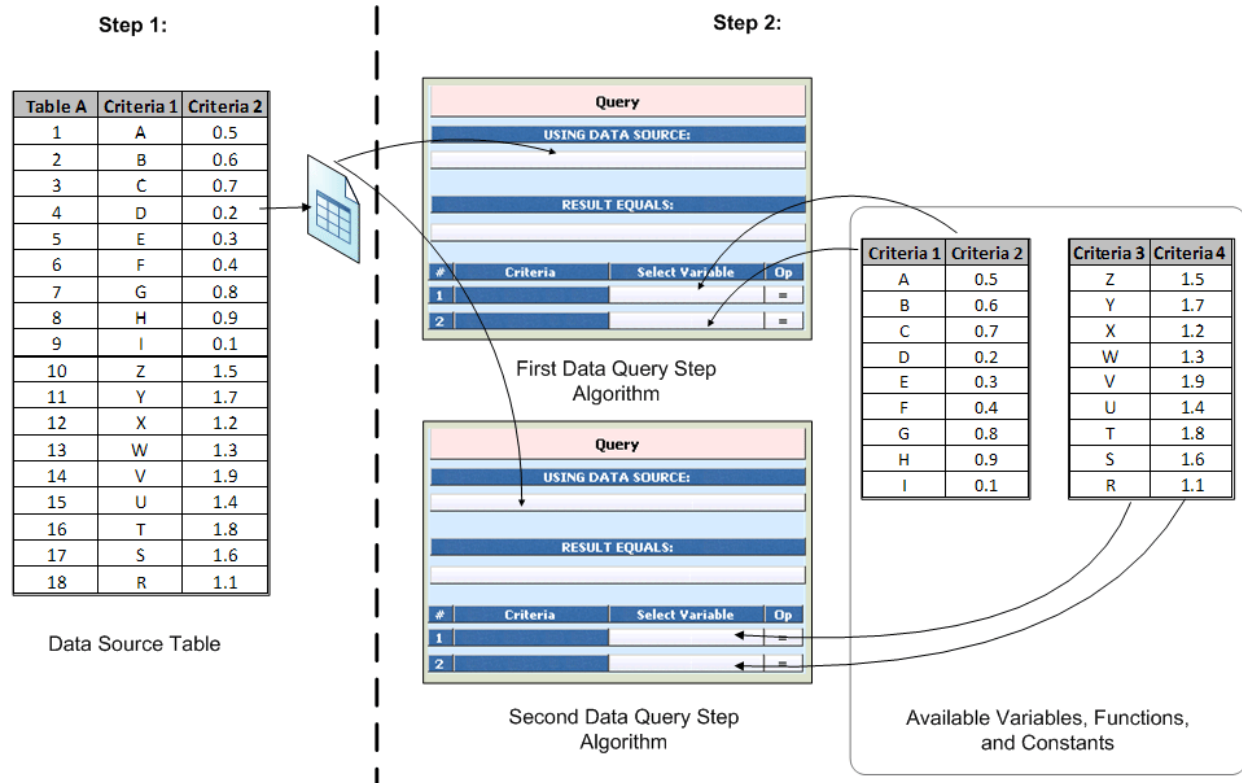 Step 1:
Table A Criteria 1 Criteria 2
1 A 0.5
2 B 0.6
3 C 0.7
4 D 0.2
5 E 0.3
6 F 0.4
7 G 0.8
8 H 0.9
9 I 0.1
10 Z 1.5
11 Y 1.7
12 X 1.2
13 W 1.3
14 V 1.9
15 U 1.4
16 T 1.8
17 S 1.6
18 R 1.1
Data Source Table
Step 2:
Query
USING DATA SOURCE:
RESULT EQUALS:
# Criteria Select Variable Op
1 =
2 =
First Data Query Step
Algorithm
Query
USING DATA SOURCE:
RESULT EQUALS:
# Criteria Select Variable Op
1 =
2 =
Second Data Query Step
Algorithm
Criteria 1 Criteria 2
A 0.5
B 0.6
C 0.7
D 0.2
E 0.3
F 0.4
G 0.8
H 0.9
I 0.1
Criteria 3 Criteria 4
Z 1.5
Y 1.7
X 1.2
W 1.3
V 1.9
U 1.4
T 1.8
S 1.6
R 1.1
Available Variables, Functions,
and Constants